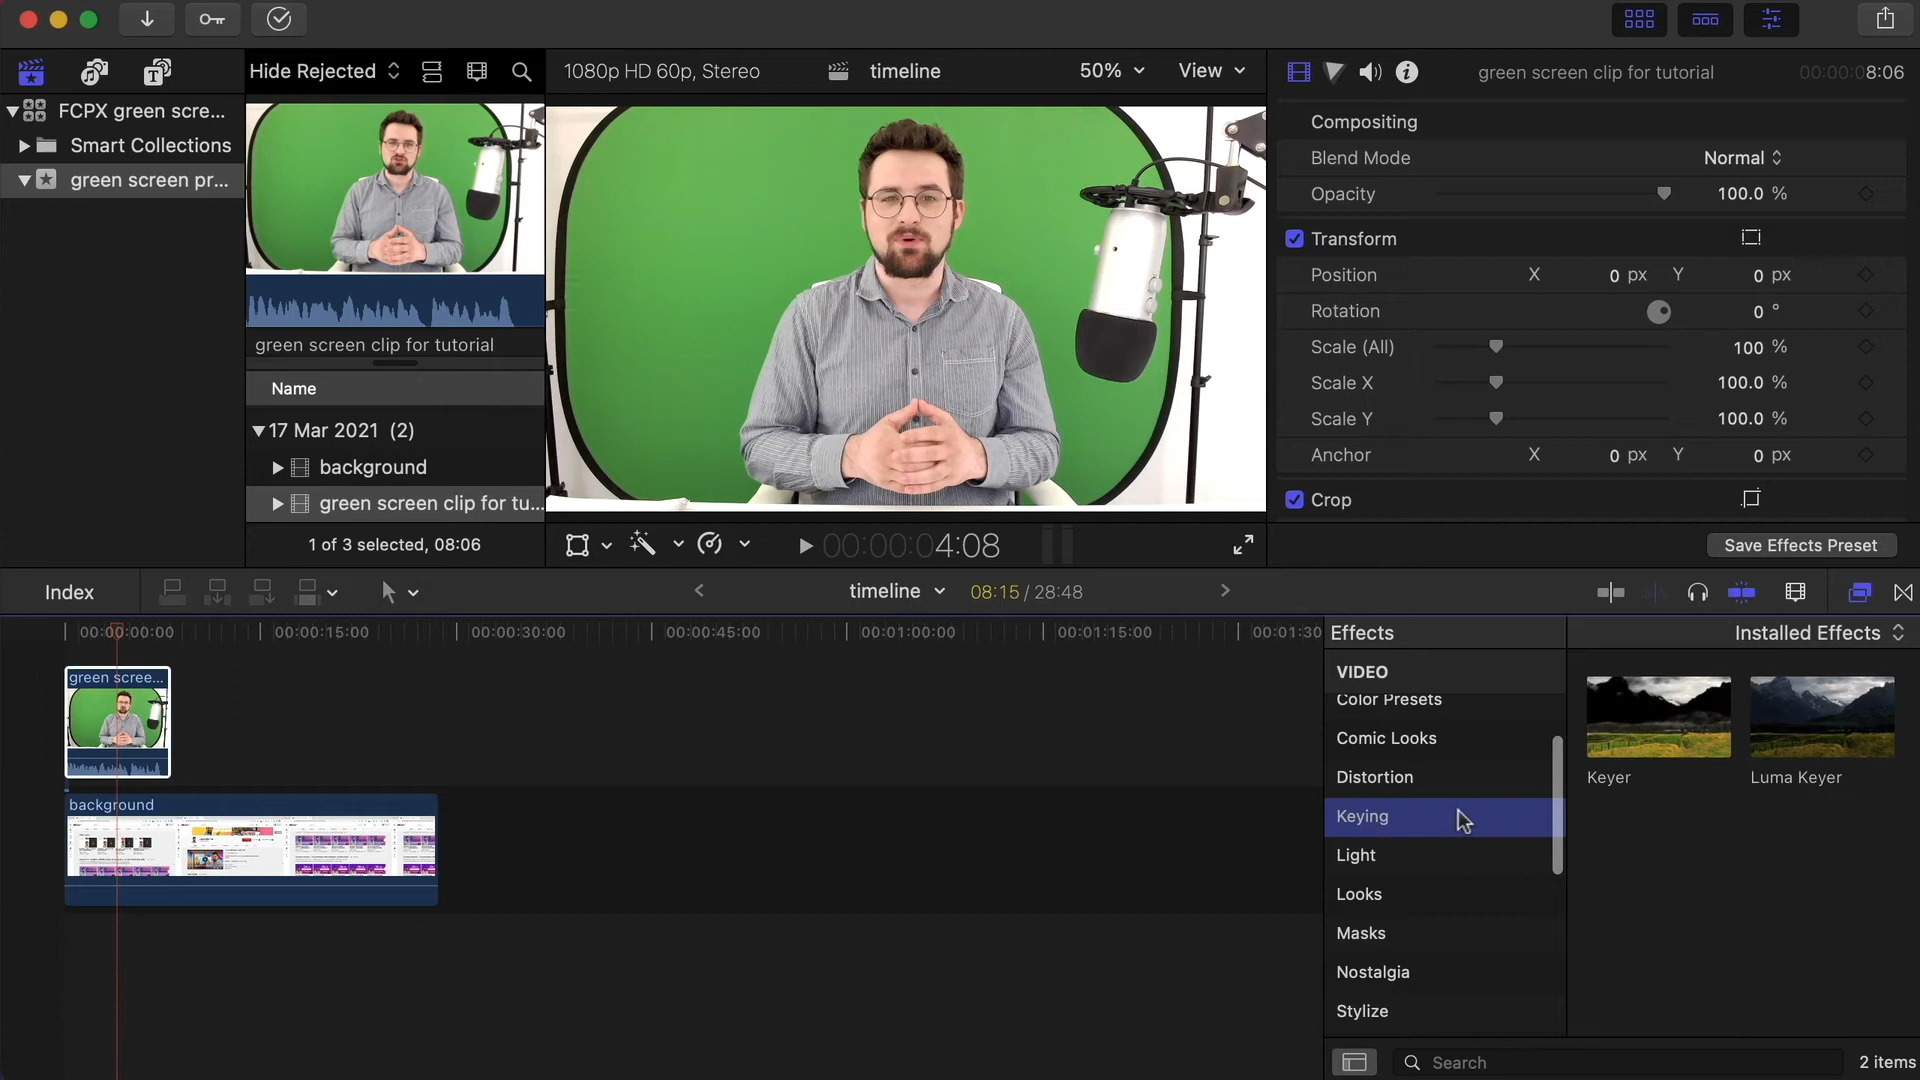 Hide Rejected
1080p HD 60p, Stereo
timeline
50%
View
green screen clip for tutorial
00:00:08:06
FCPX green scre...
Smart Collections
green screen pr...
green screen clip for tutorial
Name
17 Mar 2021 (2)
background
green screen clip for tu...
1 of 3 selected, 08:06
00:00:04:08
Compositing
Blend Mode
Normal
Opacity
100.0 %
Transform
Position
X
0 px
Y
0 px
Rotation
0 °
Scale (All)
100 %
Scale X
100.0 %
Scale Y
100.0 %
Anchor
X
0 px
Y
0 px
Crop
Save Effects Preset
Index
timeline
08:15 / 28:48
00:00:00:00
00:00:15:00
00:00:30:00
00:00:45:00
00:01:00:00
00:01:15:00
00:01:30
green scree...
background
Effects
Installed Effects
VIDEO
Color Presets
Comic Looks
Distortion
Keying
Light
Looks
Masks
Nostalgia
Stylize
Keyer
Luma Keyer
Search
2 items